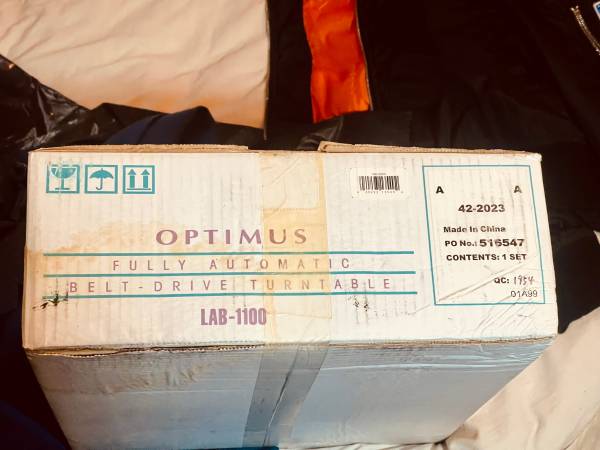 OPTIMUS
FULLY AUTOMATIC
BELT-DRIVE TURNTABLE
LAB-1100
A A
42-2023
Made In China
PO No.: 516547
CONTENTS: 1 SET
QC: 1954
01A99